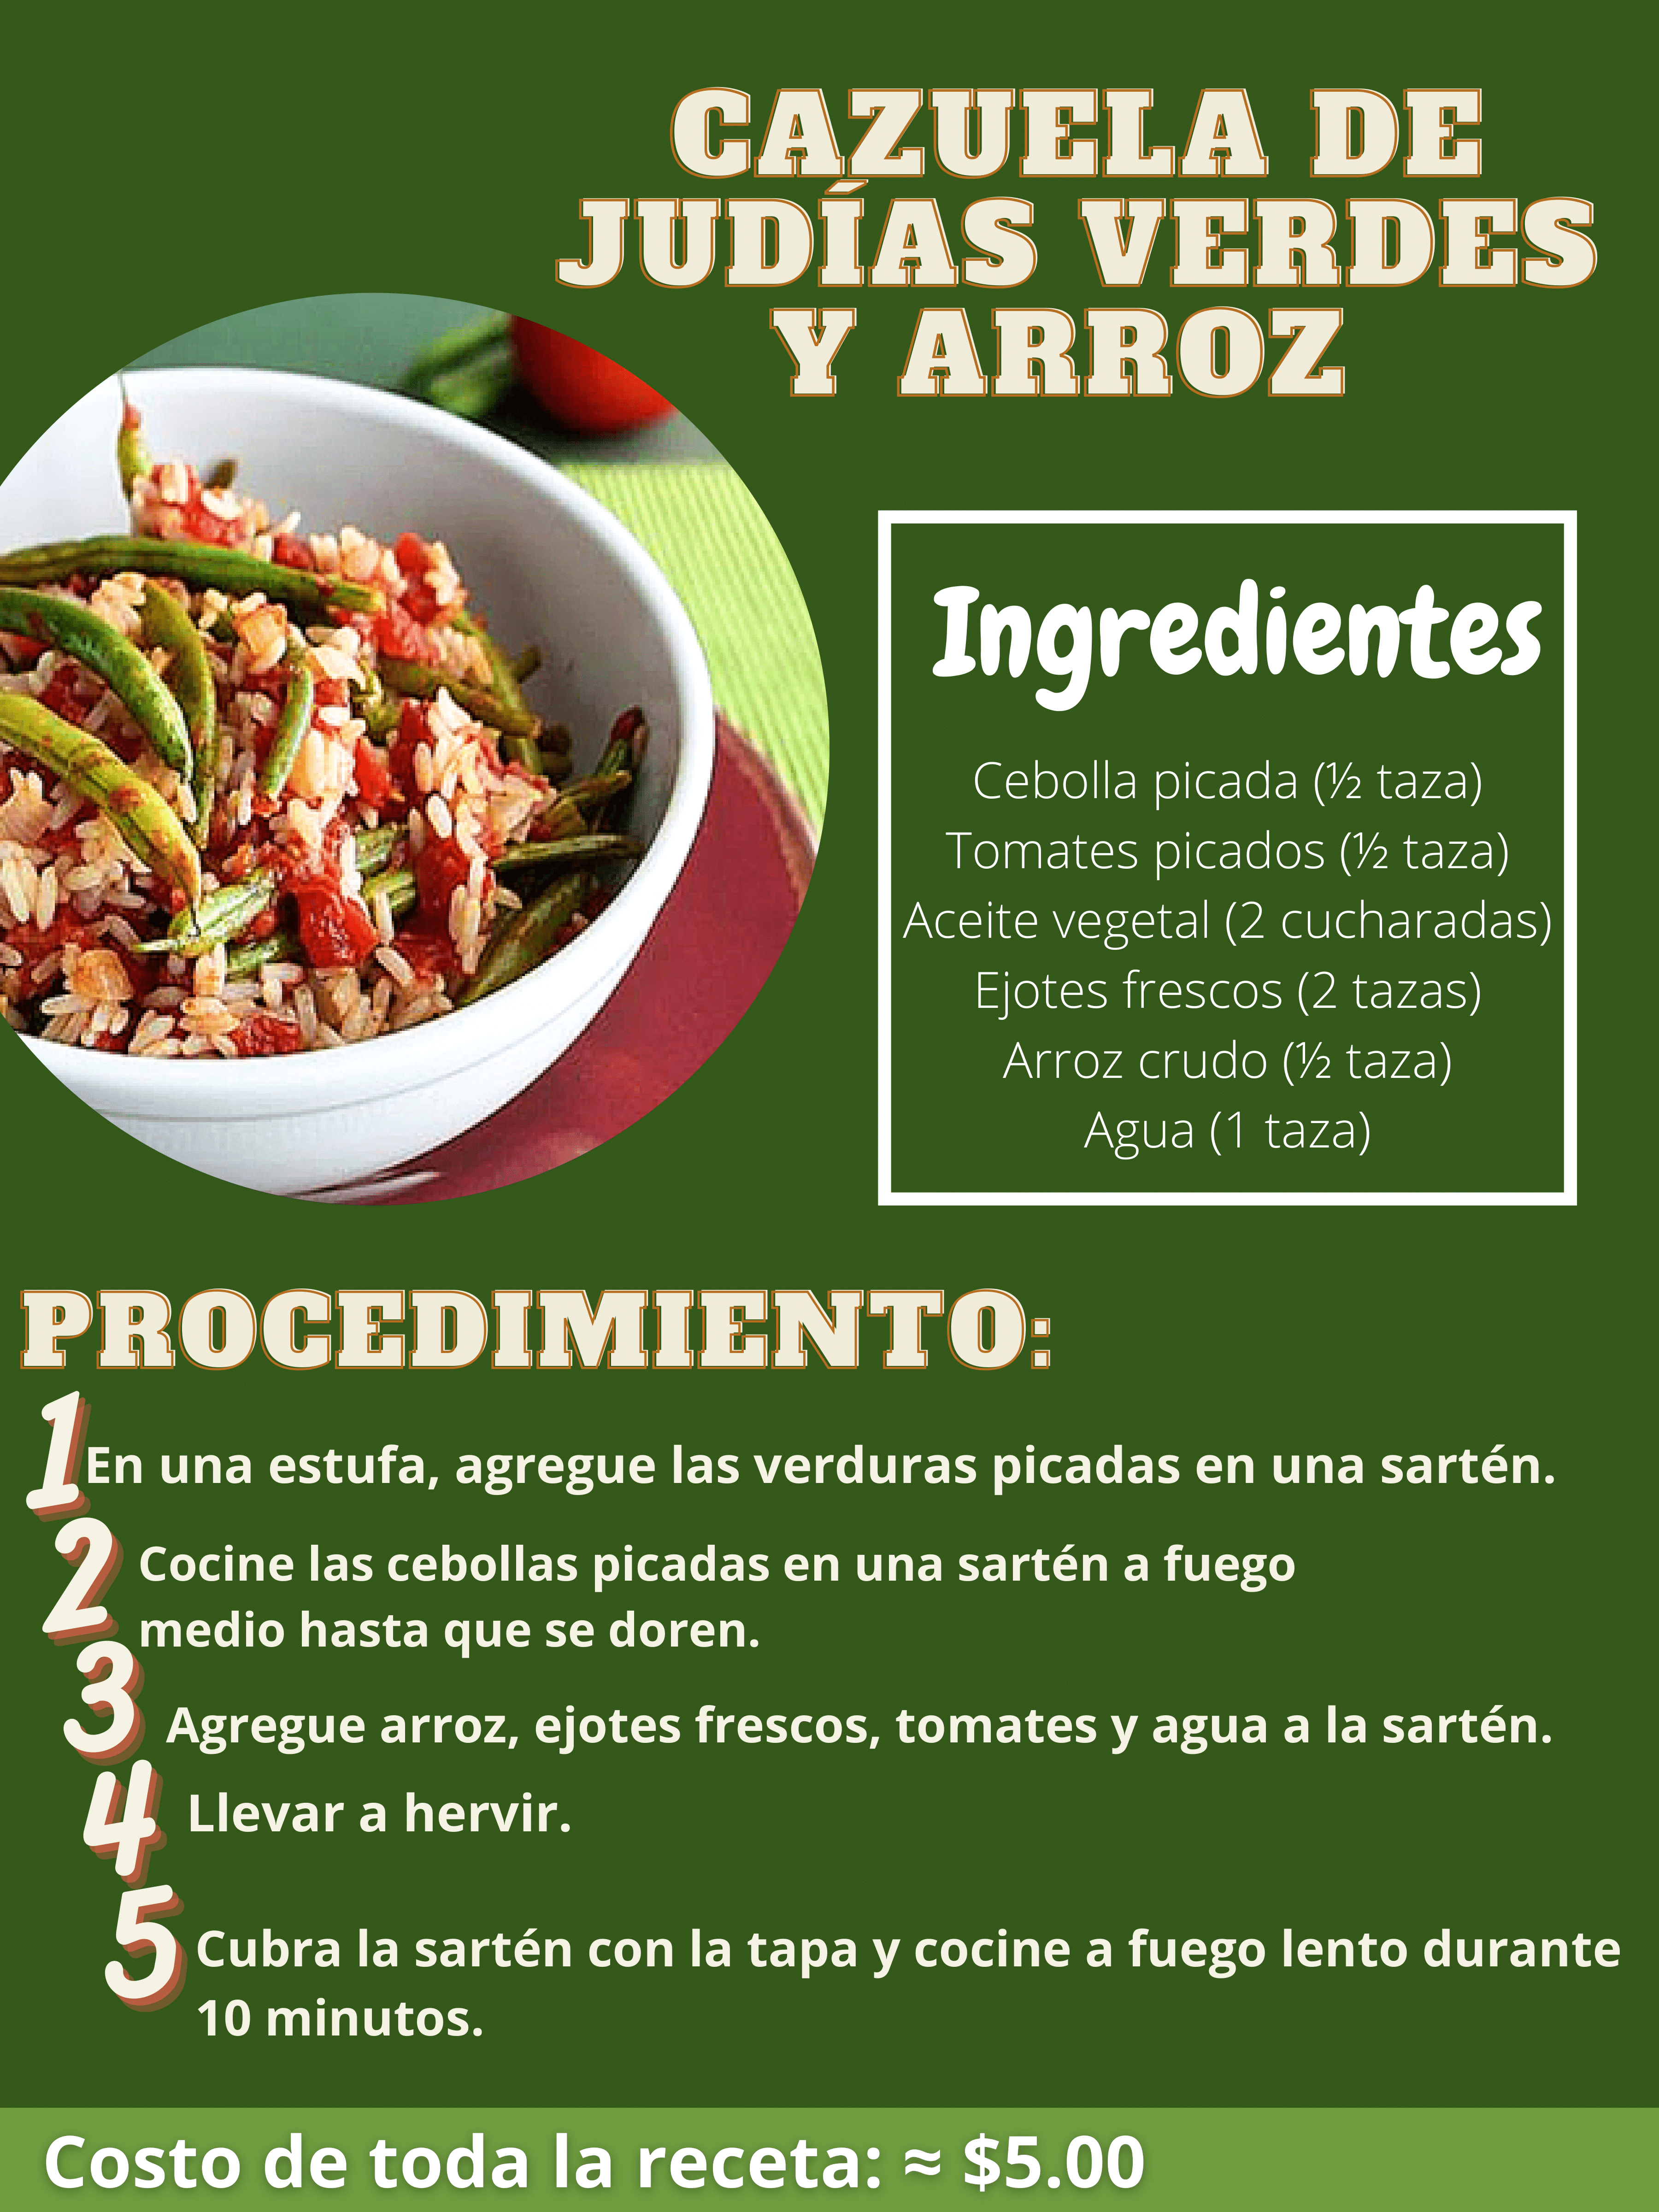 CAZUELA DE
JUDÍAS VERDES
Y ARROZ
Ingredientes
Cebolla picada (½ taza)
Tomates picados (½ taza)
Aceite vegetal (2 cucharadas)
Ejotes frescos (2 tazas)
Arroz crudo (½ taza)
Agua (1 taza)
PROCEDIMIENTO:
1 En una estufa, agregue las verduras picadas en una sartén.
2 Cocine las cebollas picadas en una sartén a fuego
medio hasta que se doren.
3 Agregue arroz, ejotes frescos, tomates y agua a la sartén.
4 Llevar a hervir.
5 Cubra la sartén con la tapa y cocine a fuego lento durante
10 minutos.
Costo de toda la receta: ≈ $5.00